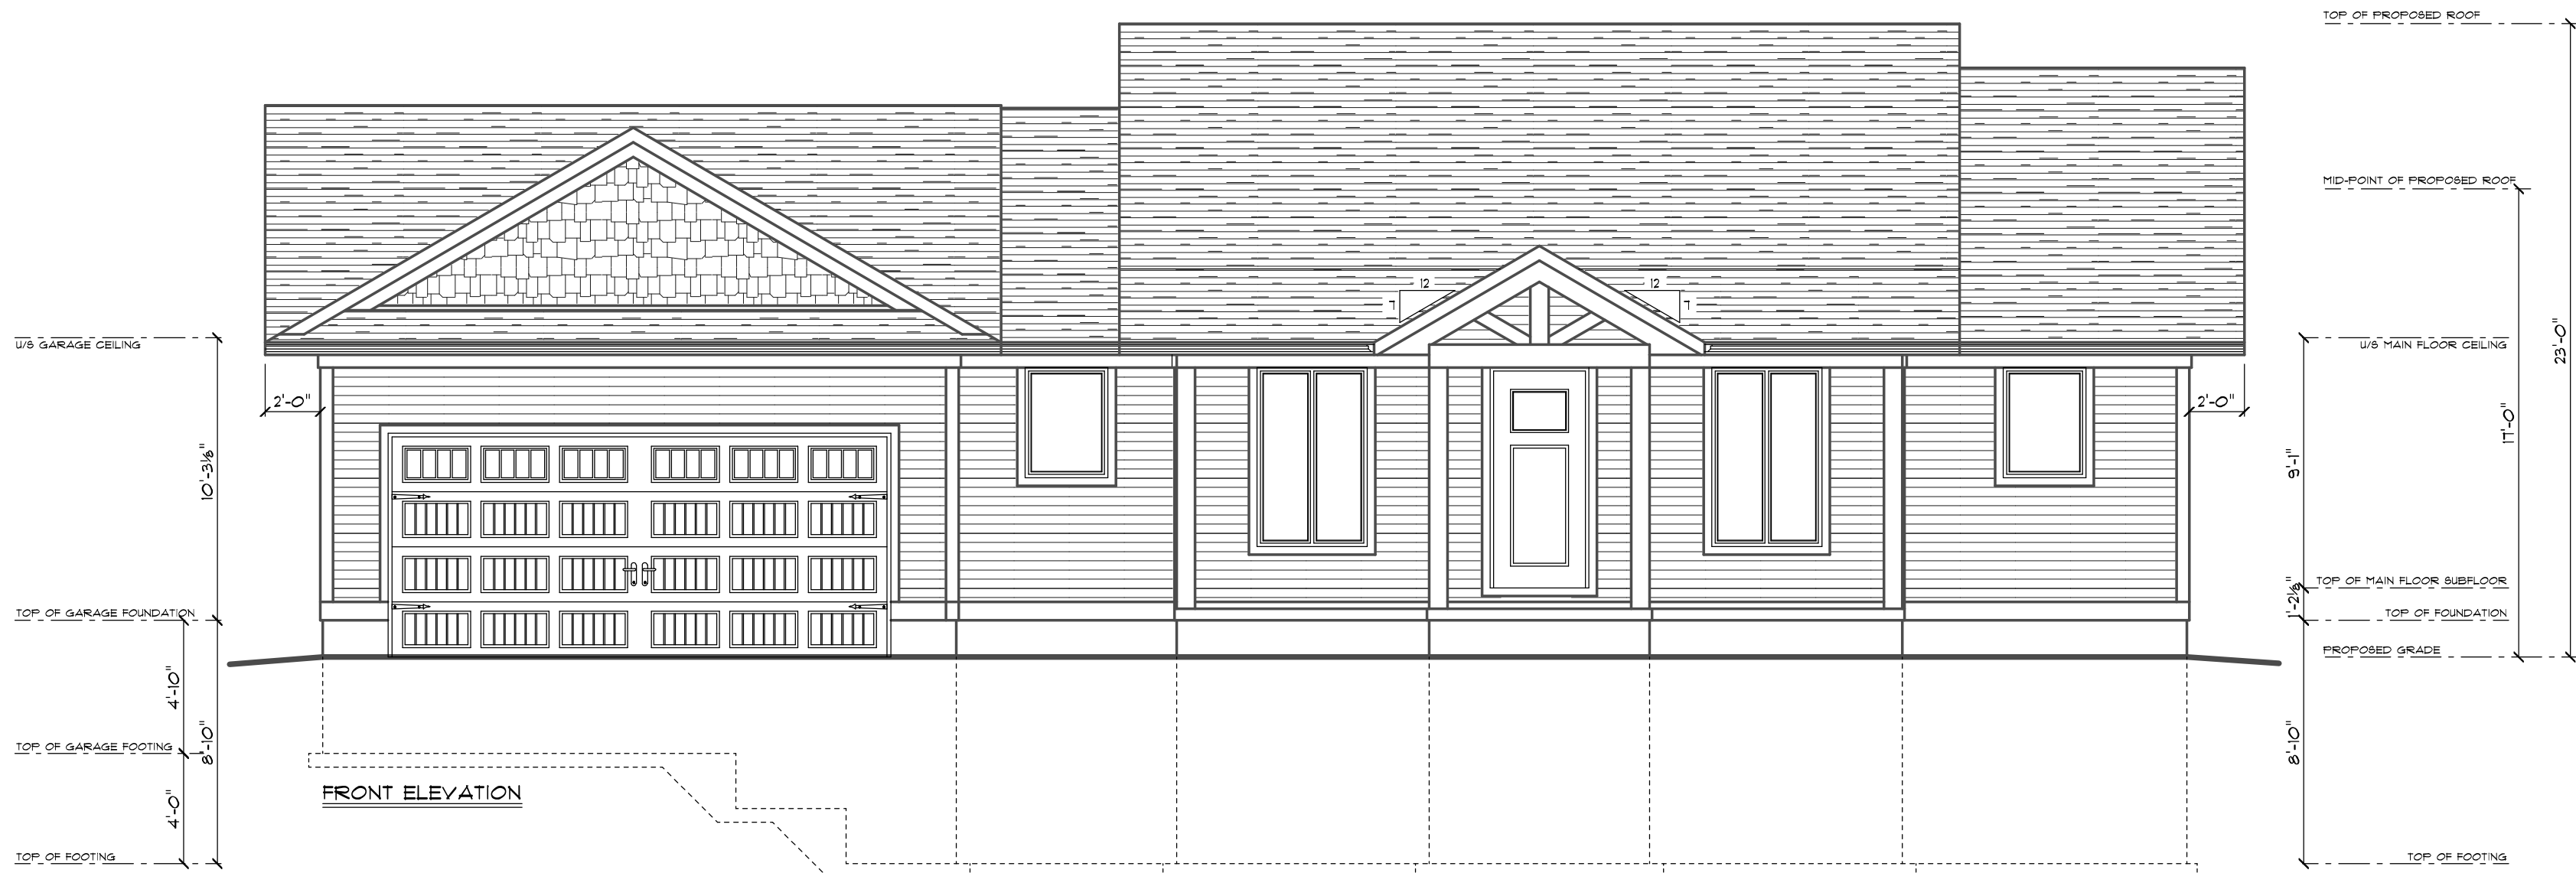 TOP OF PROPOSED ROOF
MID-POINT OF PROPOSED ROOF
23'-0"
12
12
7
7
U/S GARAGE CEILING
U/S MAIN FLOOR CEILING
2'-0"
2'-0"
17'-0"
10'-3⅛"
9'-1"
TOP OF MAIN FLOOR SUBFLOOR
1'-2⅛"
TOP OF GARAGE FOUNDATION
TOP OF FOUNDATION
PROPOSED GRADE
4'-10"
8'-10"
8'-10"
TOP OF GARAGE FOOTING
FRONT ELEVATION
4'-0"
TOP OF FOOTING
TOP OF FOOTING